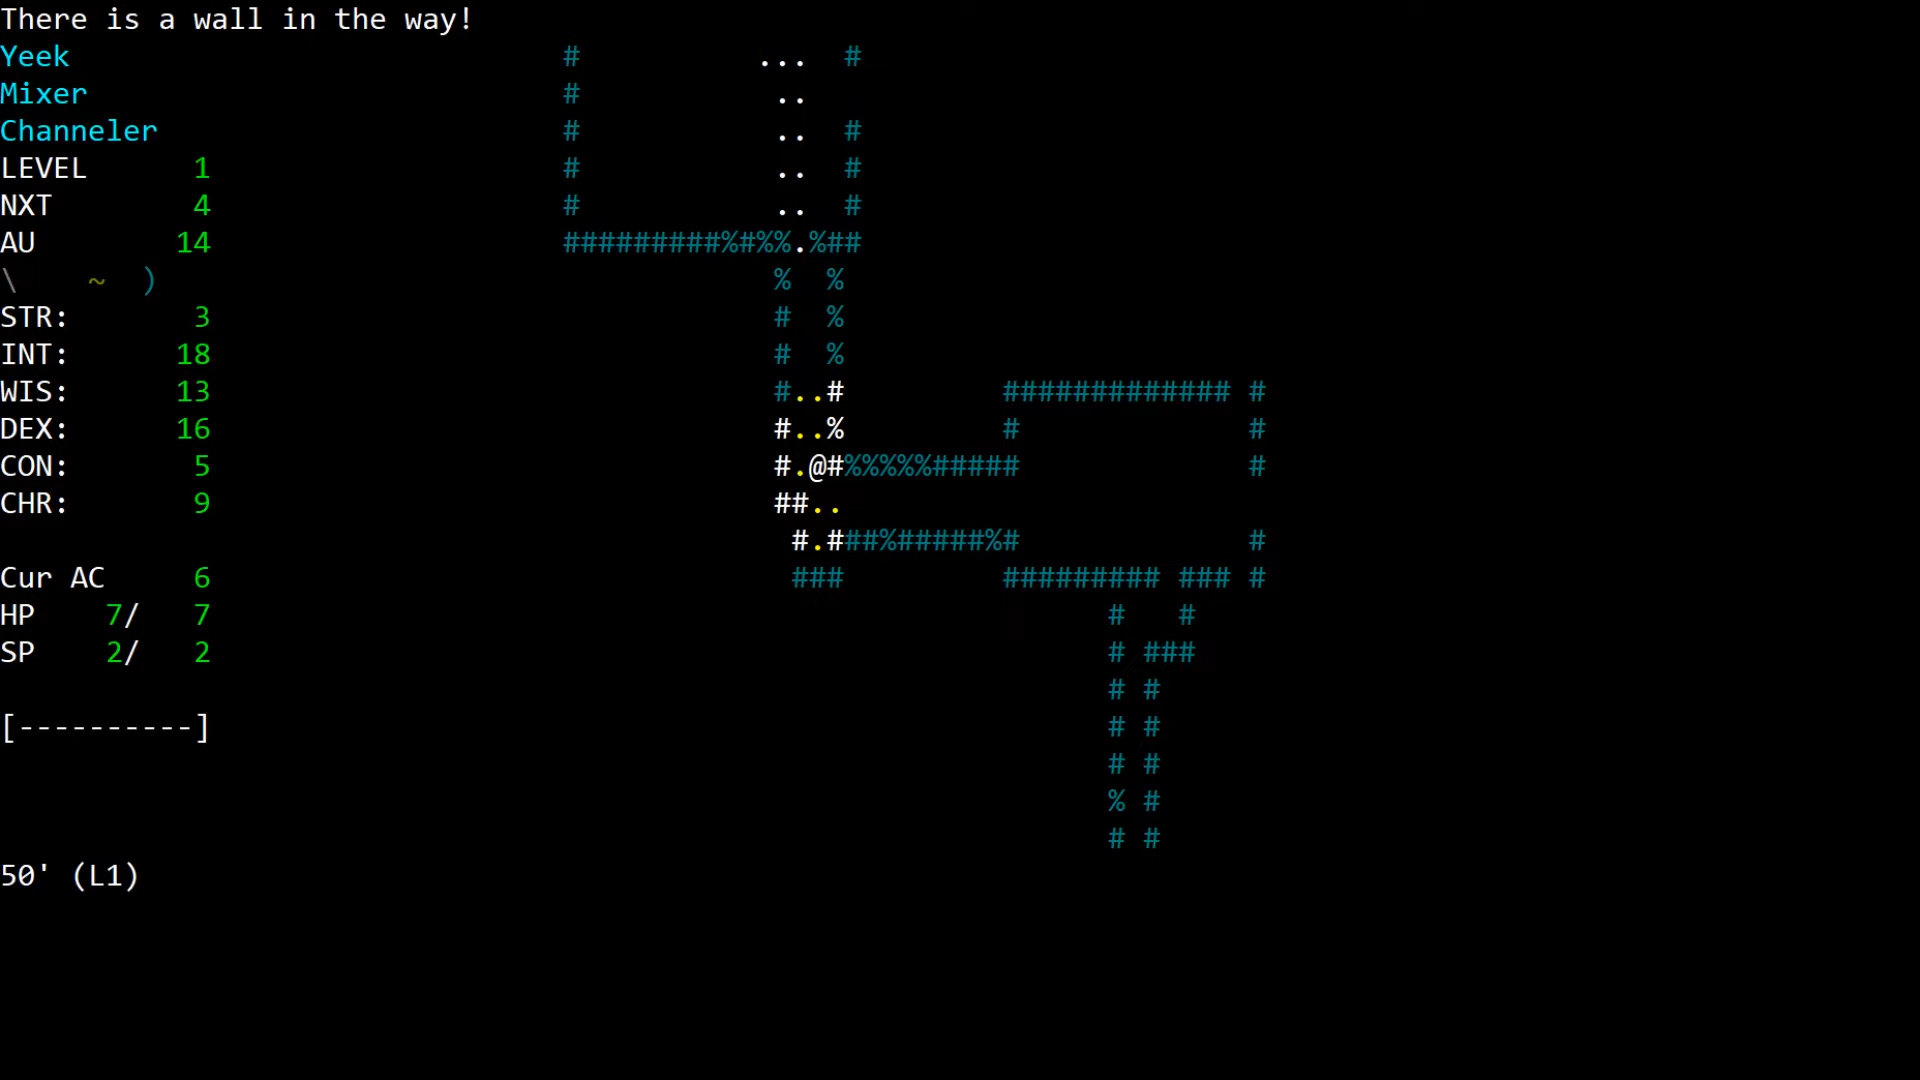 There is a wall in the way!
Yeek # ... #
Mixer # ..
Channeler # .. #
LEVEL 1 # .. #
NXT 4 # .. #
AU 14 #########%#%%.%##
\ ~ ) % %
STR: 3 # %
INT: 18 # %
WIS: 13 #..# ############# #
DEX: 16 #..% # #
CON: 5 #.@#%%%%%##### #
CHR: 9 ##..
#.###%#####%# #
Cur AC 6 ### ######### ### #
HP 7/ 7 # #
SP 2/ 2 # ###
# #
[----------] # #
# #
% #
# #
50' (L1)